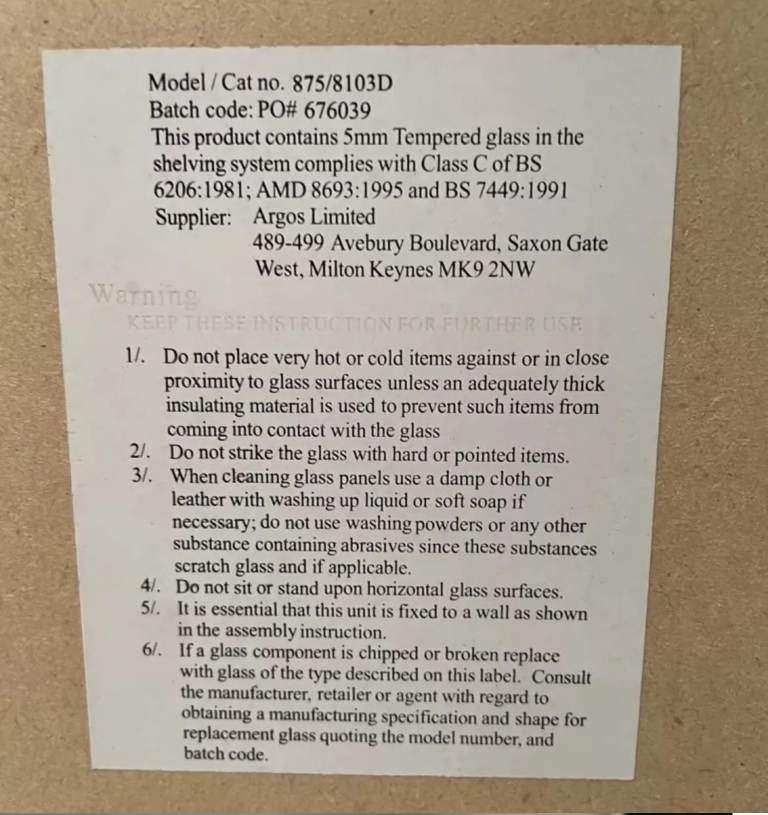 Model / Cat no. 875/8103D
Batch code: PO# 676039
This product contains 5mm Tempered glass in the
shelving system complies with Class C of BS
6206:1981; AMD 8693:1995 and BS 7449:1991
Supplier: Argos Limited
489-499 Avebury Boulevard, Saxon Gate
West, Milton Keynes MK9 2NW
Warning
KEEP THESE INSTRUCTION FOR FURTHER USE
1/. Do not place very hot or cold items against or in close
proximity to glass surfaces unless an adequately thick
insulating material is used to prevent such items from
coming into contact with the glass
2/. Do not strike the glass with hard or pointed items.
3/. When cleaning glass panels use a damp cloth or
leather with washing up liquid or soft soap if
necessary; do not use washing powders or any other
substance containing abrasives since these substances
scratch glass and if applicable.
4/. Do not sit or stand upon horizontal glass surfaces.
5/. It is essential that this unit is fixed to a wall as shown
in the assembly instruction.
6/. If a glass component is chipped or broken replace
with glass of the type described on this label. Consult
the manufacturer, retailer or agent with regard to
obtaining a manufacturing specification and shape for
replacement glass quoting the model number, and
batch code.